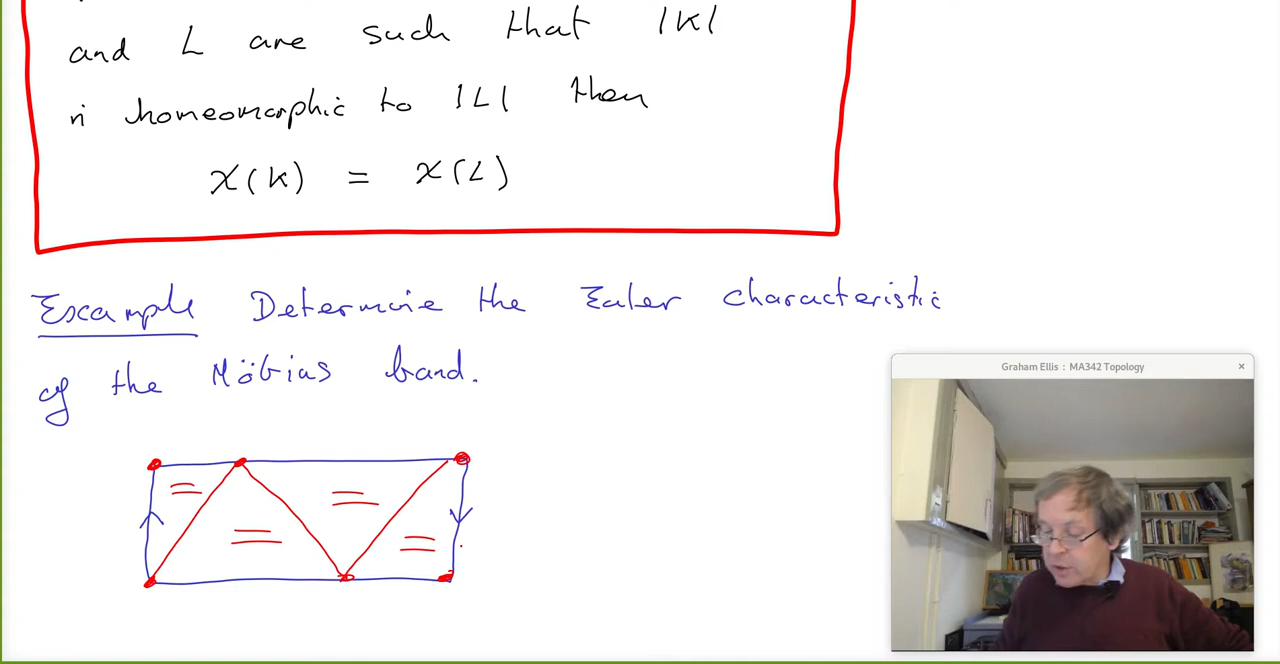 and L are such that |K|
is homeomorphic to |L| then
χ(K) = χ(L)
Example Determine the Euler characteristic
of the Möbius band.
Graham Ellis : MA342 Topology